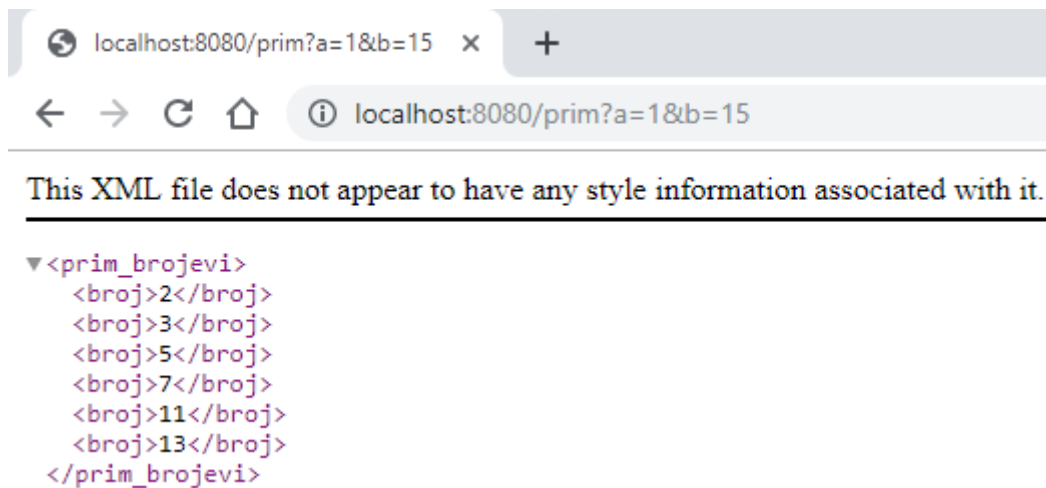 localhost:8080/prim?a=1&b=15
localhost:8080/prim?a=1&b=15
This XML file does not appear to have any style information associated with it.
<prim_brojevi>
<broj>2</broj>
<broj>3</broj>
<broj>5</broj>
<broj>7</broj>
<broj>11</broj>
<broj>13</broj>
</prim_brojevi>